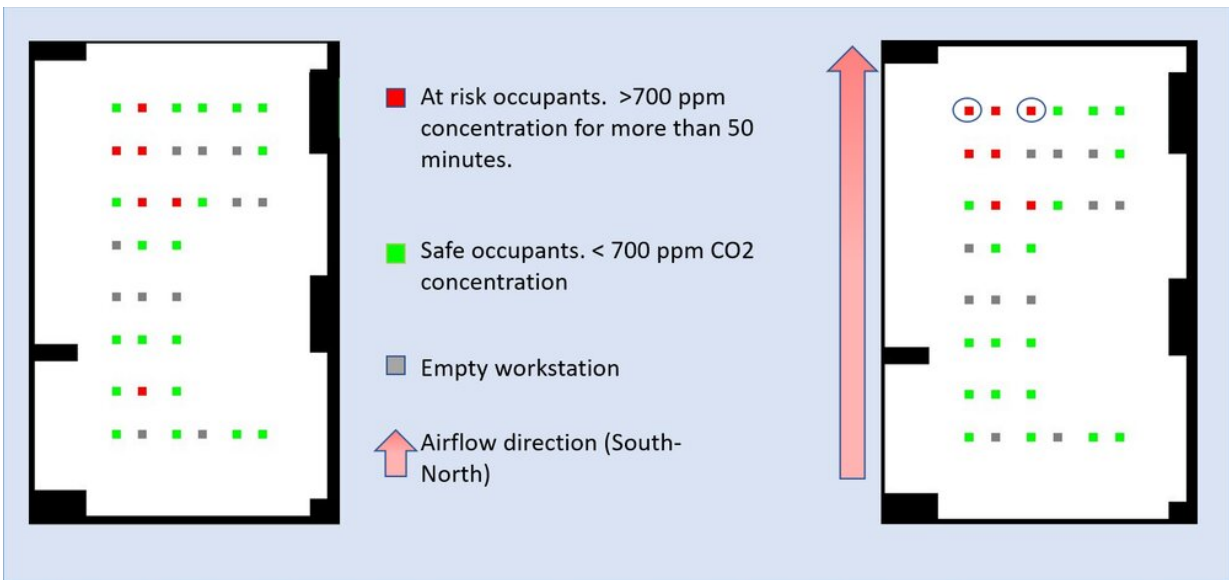 At risk occupants.  >700 ppm
concentration for more than 50
minutes.
Safe occupants. < 700 ppm CO2
concentration
Empty workstation
Airflow direction (South-
North)